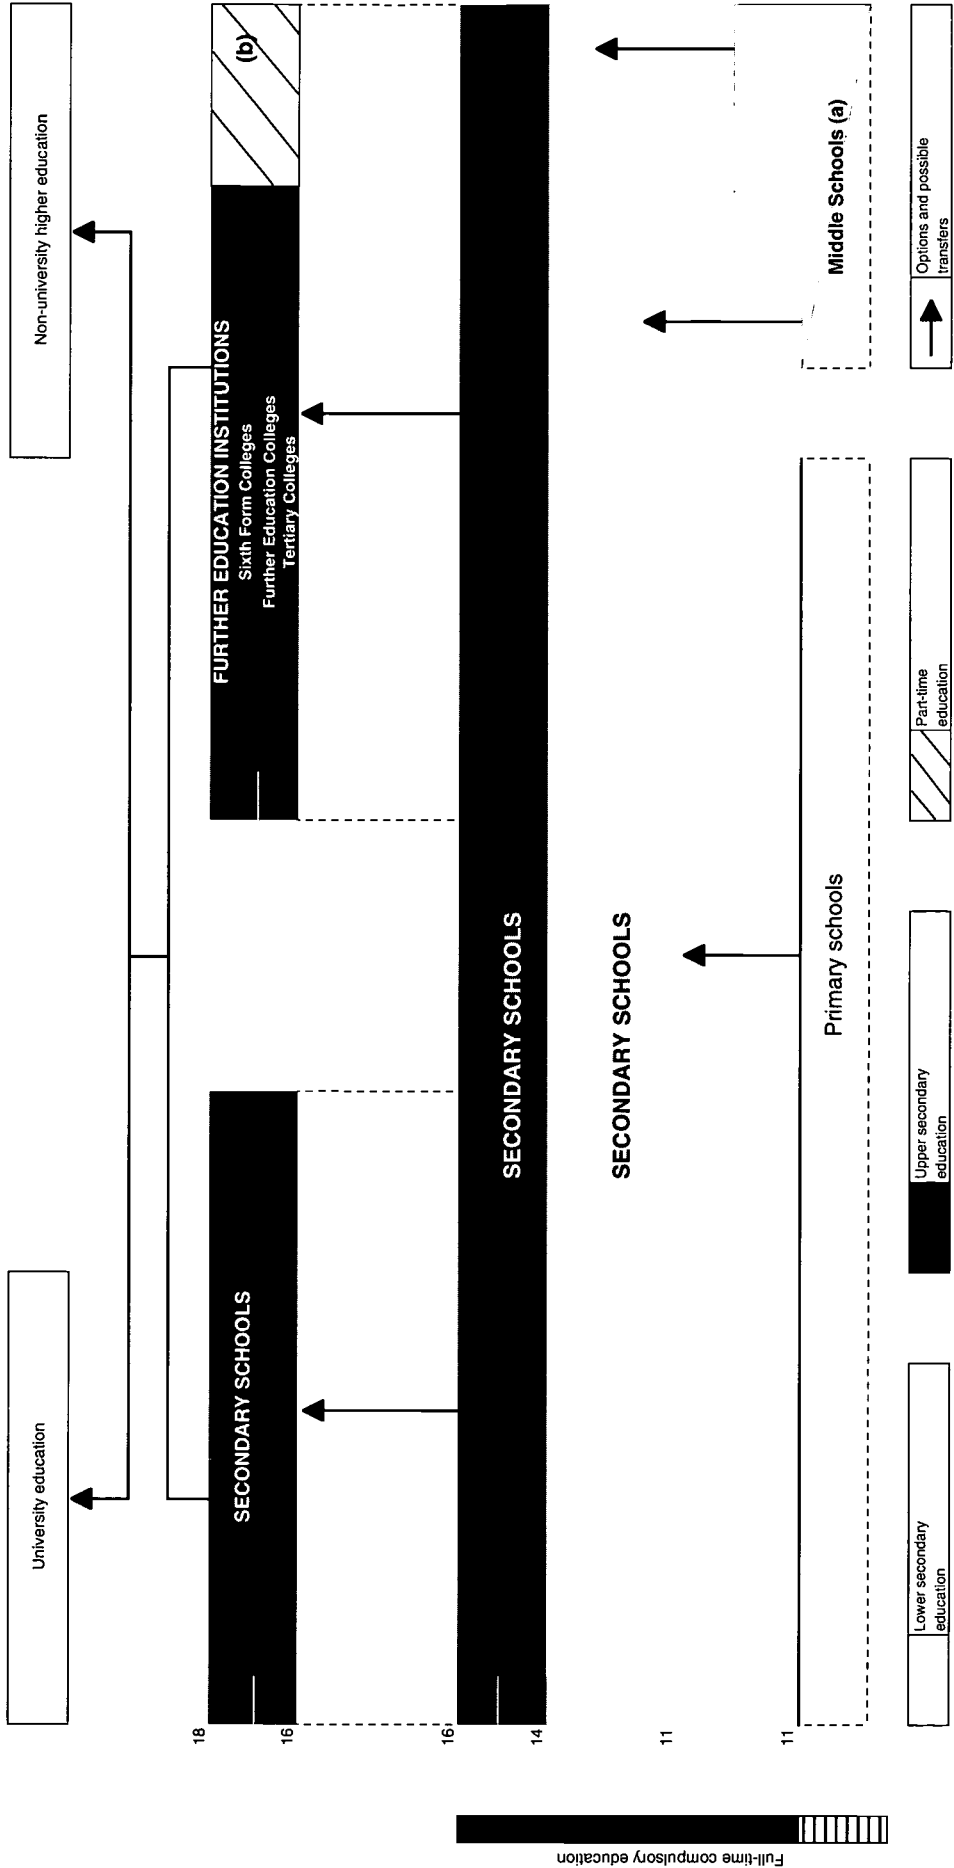 University education
Non-university higher education
18
16
SECONDARY SCHOOLS
FURTHER EDUCATION INSTITUTIONS
Sixth Form Colleges
Further Education Colleges
Tertiary Colleges
(b)
16
14
SECONDARY SCHOOLS
11
SECONDARY SCHOOLS
11
Primary schools
Middle Schools (a)
Full-time compulsory education
Lower secondary
education
Upper secondary
education
Part-time
education
Options and possible
transfers